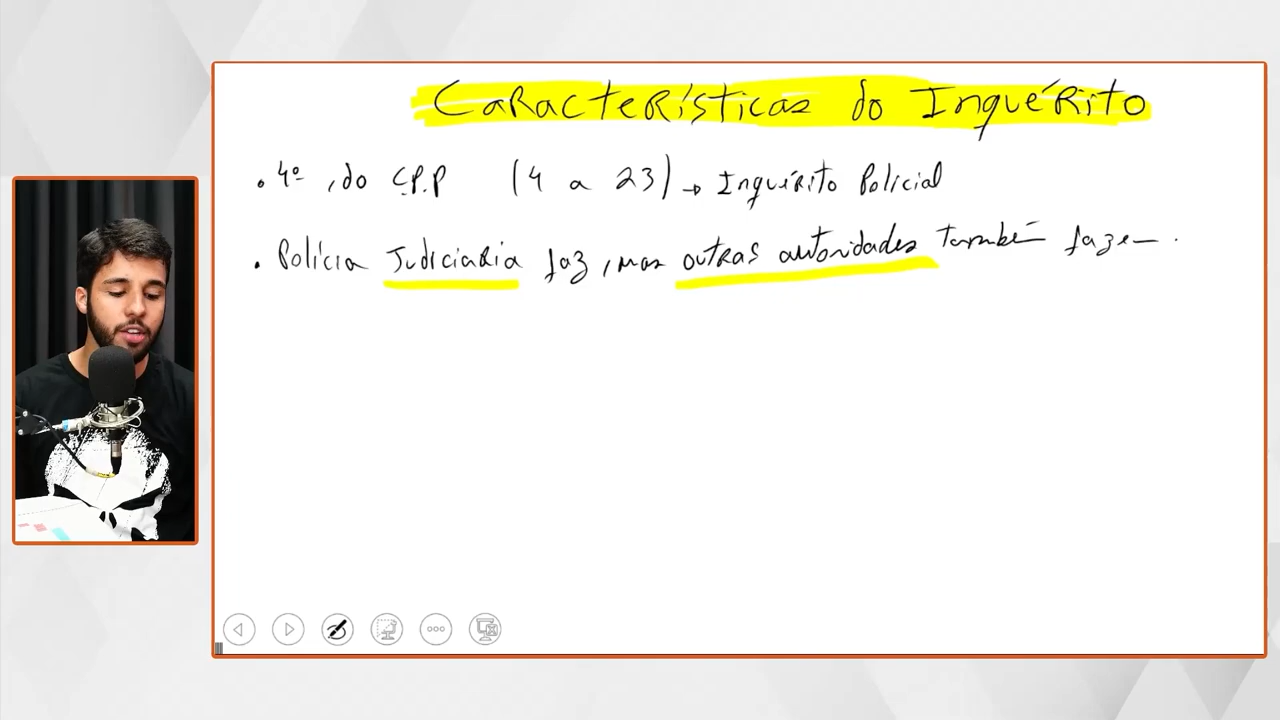 Características do Inquérito
. 4º , do C.P.P (4 a 23) → Inquérito Policial
. Polícia Judiciária faz, mas outras autoridades também fazem.